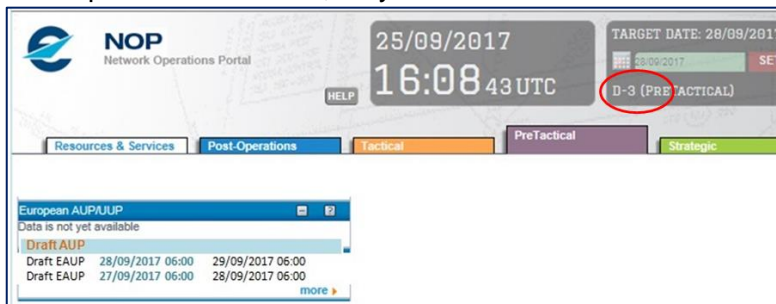 NOP
Network Operations Portal
HELP
25/09/2017
16:08 43 UTC
TARGET DATE: 28/09/2017
28/09/2017
SET
D-3 (PRETACTICAL)
Resources & Services
Post-Operations
Tactical
PreTactical
Strategic
European AUP/UUP
Data is not yet available
Draft AUP
Draft EAUP 28/09/2017 06:00 29/09/2017 06:00
Draft EAUP 27/09/2017 06:00 28/09/2017 06:00
more